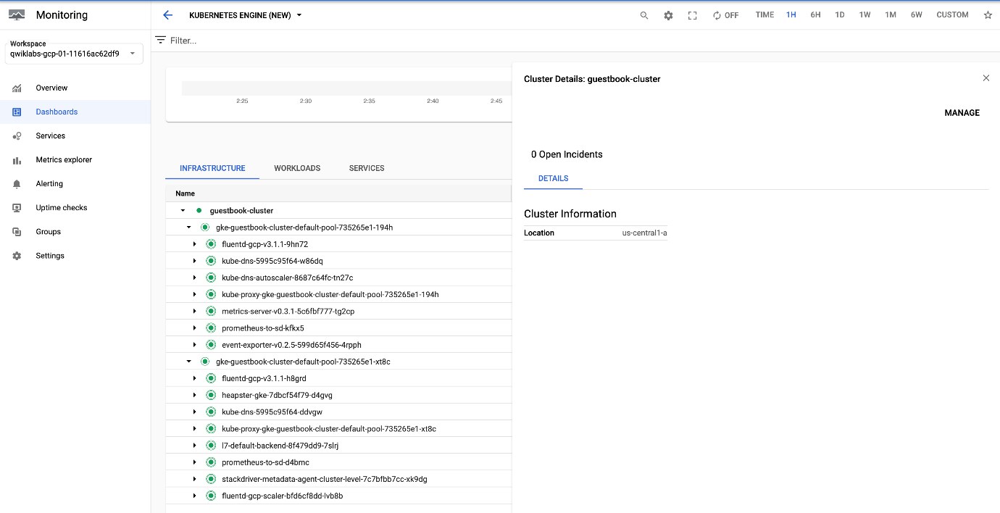 Monitoring
KUBERNETES ENGINE (NEW)
OFF
TIME
1H
6H
1D
1W
1M
6W
CUSTOM
Workspace
qwiklabs-gcp-01-11616ac62df9
Filter...
Overview
Dashboards
Services
Metrics explorer
Alerting
Uptime checks
Groups
Settings
2:25
2:30
2:35
2:40
2:45
INFRASTRUCTURE
WORKLOADS
SERVICES
Name
guestbook-cluster
gke-guestbook-cluster-default-pool-735265e1-194h
fluentd-gcp-v3.1.1-9hn72
kube-dns-5995c95f64-w86dq
kube-dns-autoscaler-8687c64fc-tn27c
kube-proxy-gke-guestbook-cluster-default-pool-735265e1-194h
metrics-server-v0.3.1-5c6fbf777-tg2cp
prometheus-to-sd-kfkx5
event-exporter-v0.2.5-599d65f456-4rpph
gke-guestbook-cluster-default-pool-735265e1-xt8c
fluentd-gcp-v3.1.1-h8grd
heapster-gke-7dbcf54f79-d4gvg
kube-dns-5995c95f64-ddvgw
kube-proxy-gke-guestbook-cluster-default-pool-735265e1-xt8c
l7-default-backend-8f479dd9-7slrj
prometheus-to-sd-d4bmc
stackdriver-metadata-agent-cluster-level-7c7bfbb7cc-xk9dg
fluentd-gcp-scaler-bfd6cf8dd-lvb8b
Cluster Details: guestbook-cluster
MANAGE
0 Open Incidents
DETAILS
Cluster Information
Location us-central1-a